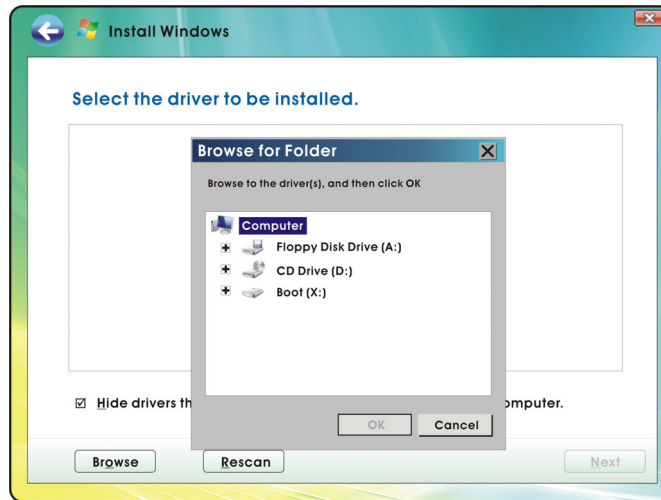 Install Windows
Select the driver to be installed.
Browse for Folder
Browse to the driver(s), and then click OK
Computer
Floppy Disk Drive (A:)
CD Drive (D:)
Boot (X:)
Hide drivers th
omputer.
OK
Cancel
Browse
Rescan
Next